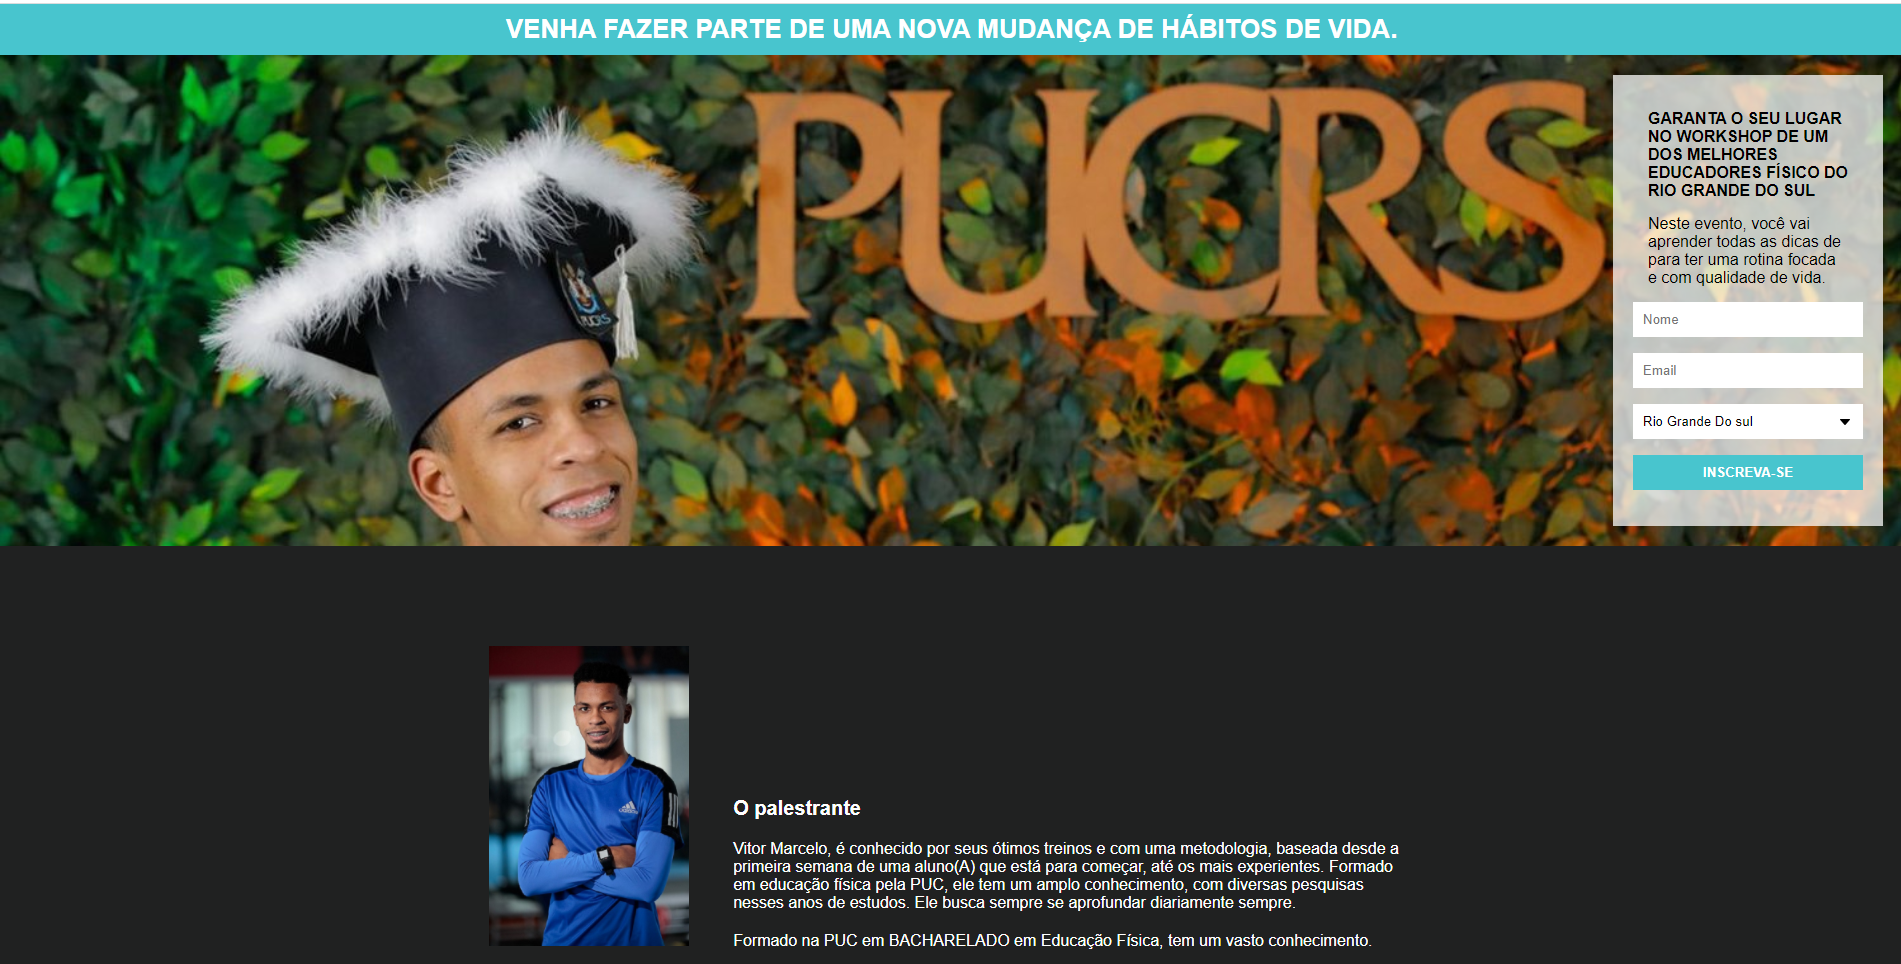 VENHA FAZER PARTE DE UMA NOVA MUDANÇA DE HÁBITOS DE VIDA.
PUCRS
PUCRS
GARANTA O SEU LUGAR
NO WORKSHOP DE UM
DOS MELHORES
EDUCADORES FÍSICO DO
RIO GRANDE DO SUL
Neste evento, você vai
aprender todas as dicas de
para ter uma rotina focada
e com qualidade de vida.
Nome
Email
Rio Grande Do sul
INSCREVA-SE
adidas
O palestrante
Vitor Marcelo, é conhecido por seus ótimos treinos e com uma metodologia, baseada desde a
primeira semana de uma aluno(A) que está para começar, até os mais experientes. Formado
em educação física pela PUC, ele tem um amplo conhecimento, com diversas pesquisas
nesses anos de estudos. Ele busca sempre se aprofundar diariamente sempre.
Formado na PUC em BACHARELADO em Educação Física, tem um vasto conhecimento.